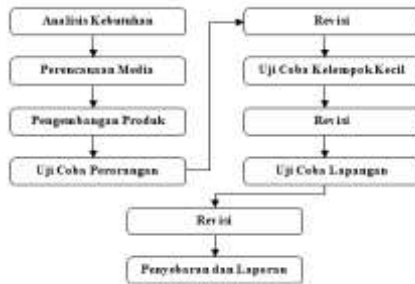 Analisis Kebutuhan
Perencanaan Media
Pengembangan Produk
Uji Coba Perorangan
Revisi
Uji Coba Kelompok Kecil
Revisi
Uji Coba Lapangan
Revisi
Penyebaran dan Laporan